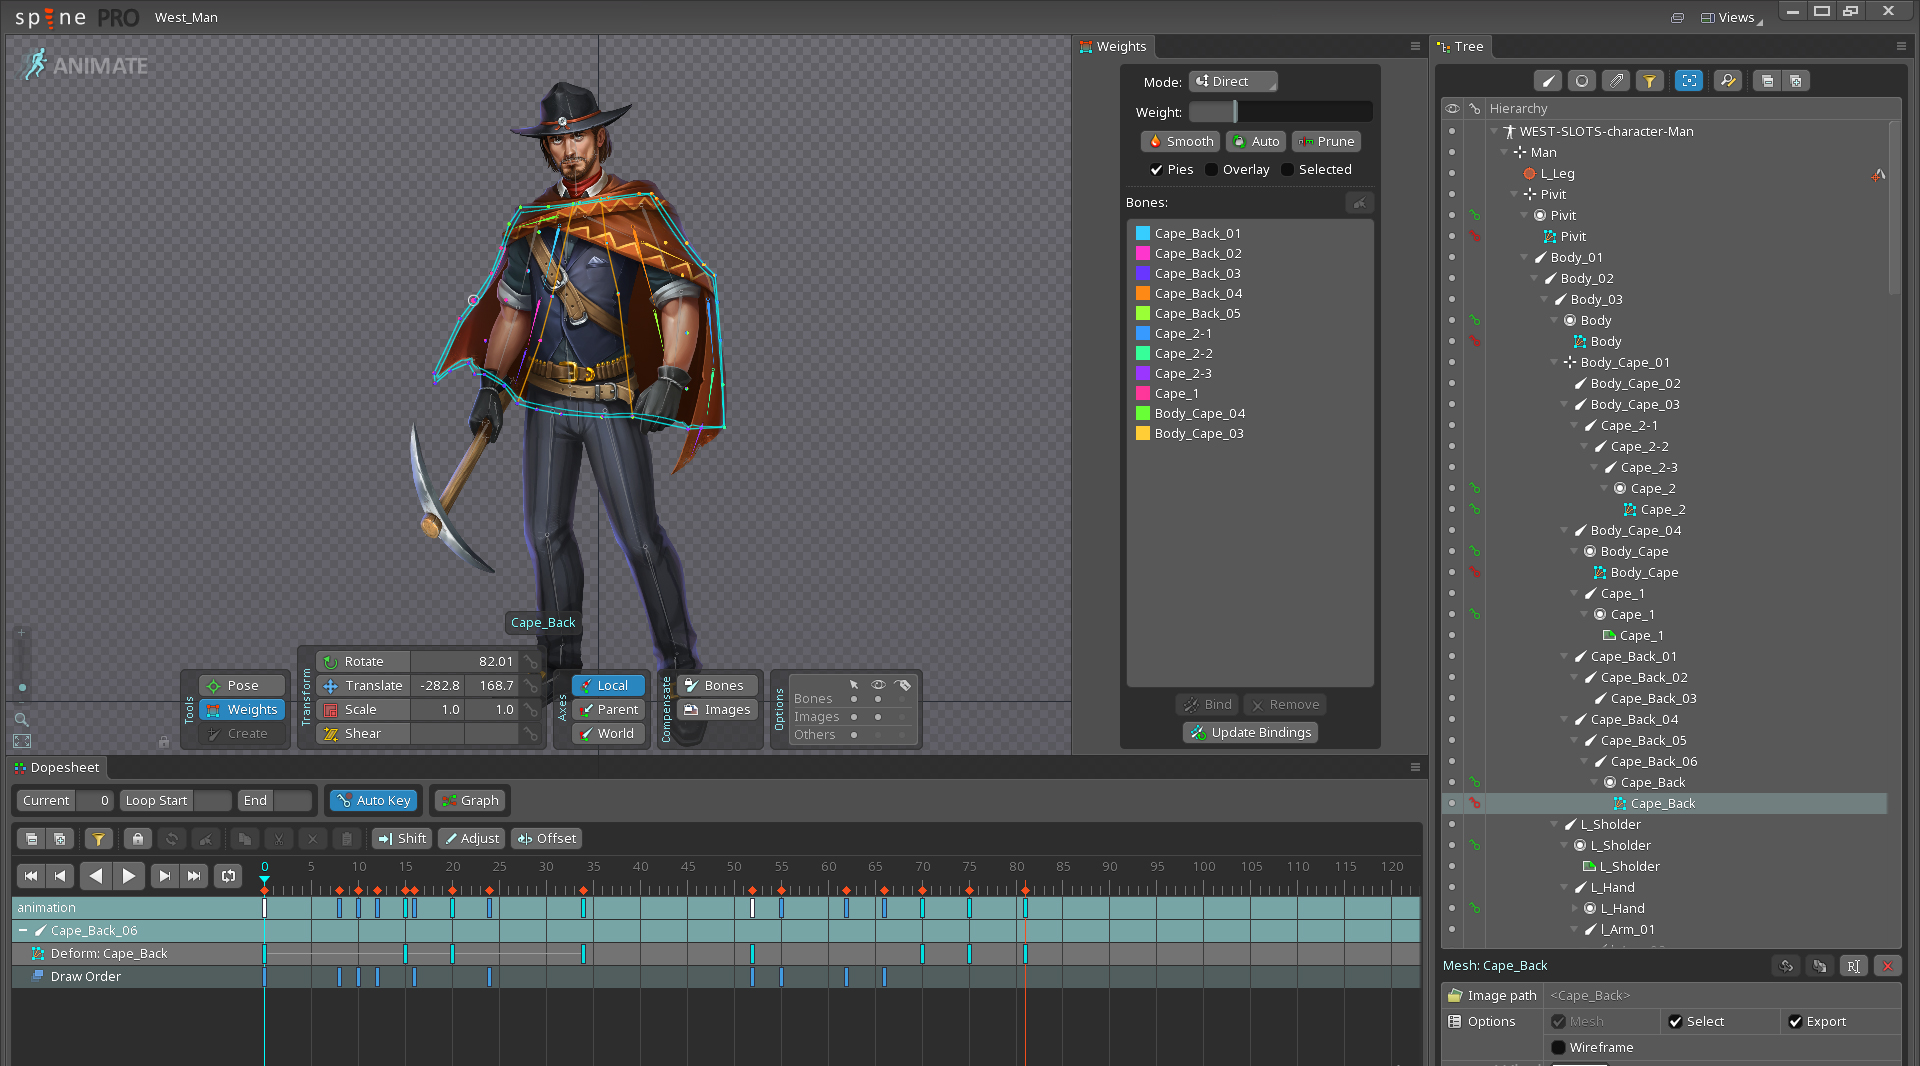 spine PRO West_Man
Views
ANIMATE
Cape_Back
Tools
Pose
Weights
Create
Transform
Rotate 82.01
Translate -282.8 168.7
Scale 1.0 1.0
Shear
Axes
Local
Parent
World
Compensate
Bones
Images
Options
Bones
Images
Others
Weights
Mode: Direct
Weight:
Smooth Auto Prune
Pies Overlay Selected
Bones:
Cape_Back_01
Cape_Back_02
Cape_Back_03
Cape_Back_04
Cape_Back_05
Cape_2-1
Cape_2-2
Cape_2-3
Cape_1
Body_Cape_04
Body_Cape_03
Bind Remove
Update Bindings
Tree
Hierarchy
WEST-SLOTS-character-Man
Man
L_Leg
Pivit
Pivit
Pivit
Body_01
Body_02
Body_03
Body
Body
Body_Cape_01
Body_Cape_02
Body_Cape_03
Cape_2-1
Cape_2-2
Cape_2-3
Cape_2
Cape_2
Body_Cape_04
Body_Cape
Body_Cape
Cape_1
Cape_1
Cape_1
Cape_Back_01
Cape_Back_02
Cape_Back_03
Cape_Back_04
Cape_Back_05
Cape_Back_06
Cape_Back
Cape_Back
L_Sholder
L_Sholder
L_Sholder
L_Hand
L_Hand
l_Arm_01
Mesh: Cape_Back
Image path <Cape_Back>
Options Mesh Select Export
Wireframe
Dopesheet
Current 0 Loop Start End Auto Key Graph
Shift Adjust Offset
0 5 10 15 20 25 30 35 40 45 50 55 60 65 70 75 80 85 90 95 100 105 110 115 120
animation
Cape_Back_06
Deform: Cape_Back
Draw Order